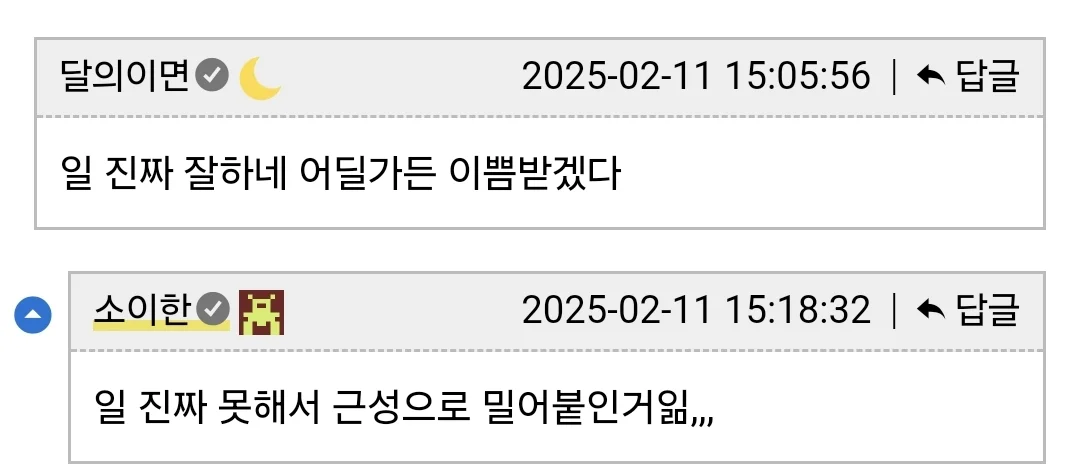 달의이면 2025-02-11 15:05:56 | 답글
일 진짜 잘하네 어딜가든 이쁨받겠다
소이한 2025-02-11 15:18:32 | 답글
일 진짜 못해서 근성으로 밀어붙인거잂,,,